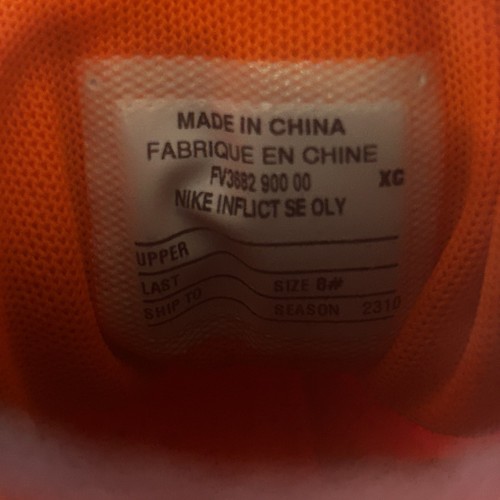 MADE IN CHINA
FABRIQUE EN CHINE
FV3682 900 00 XC
NIKE INFLICT SE OLY
UPPER
LAST SIZE 8#
SHIP TO SEASON 2310